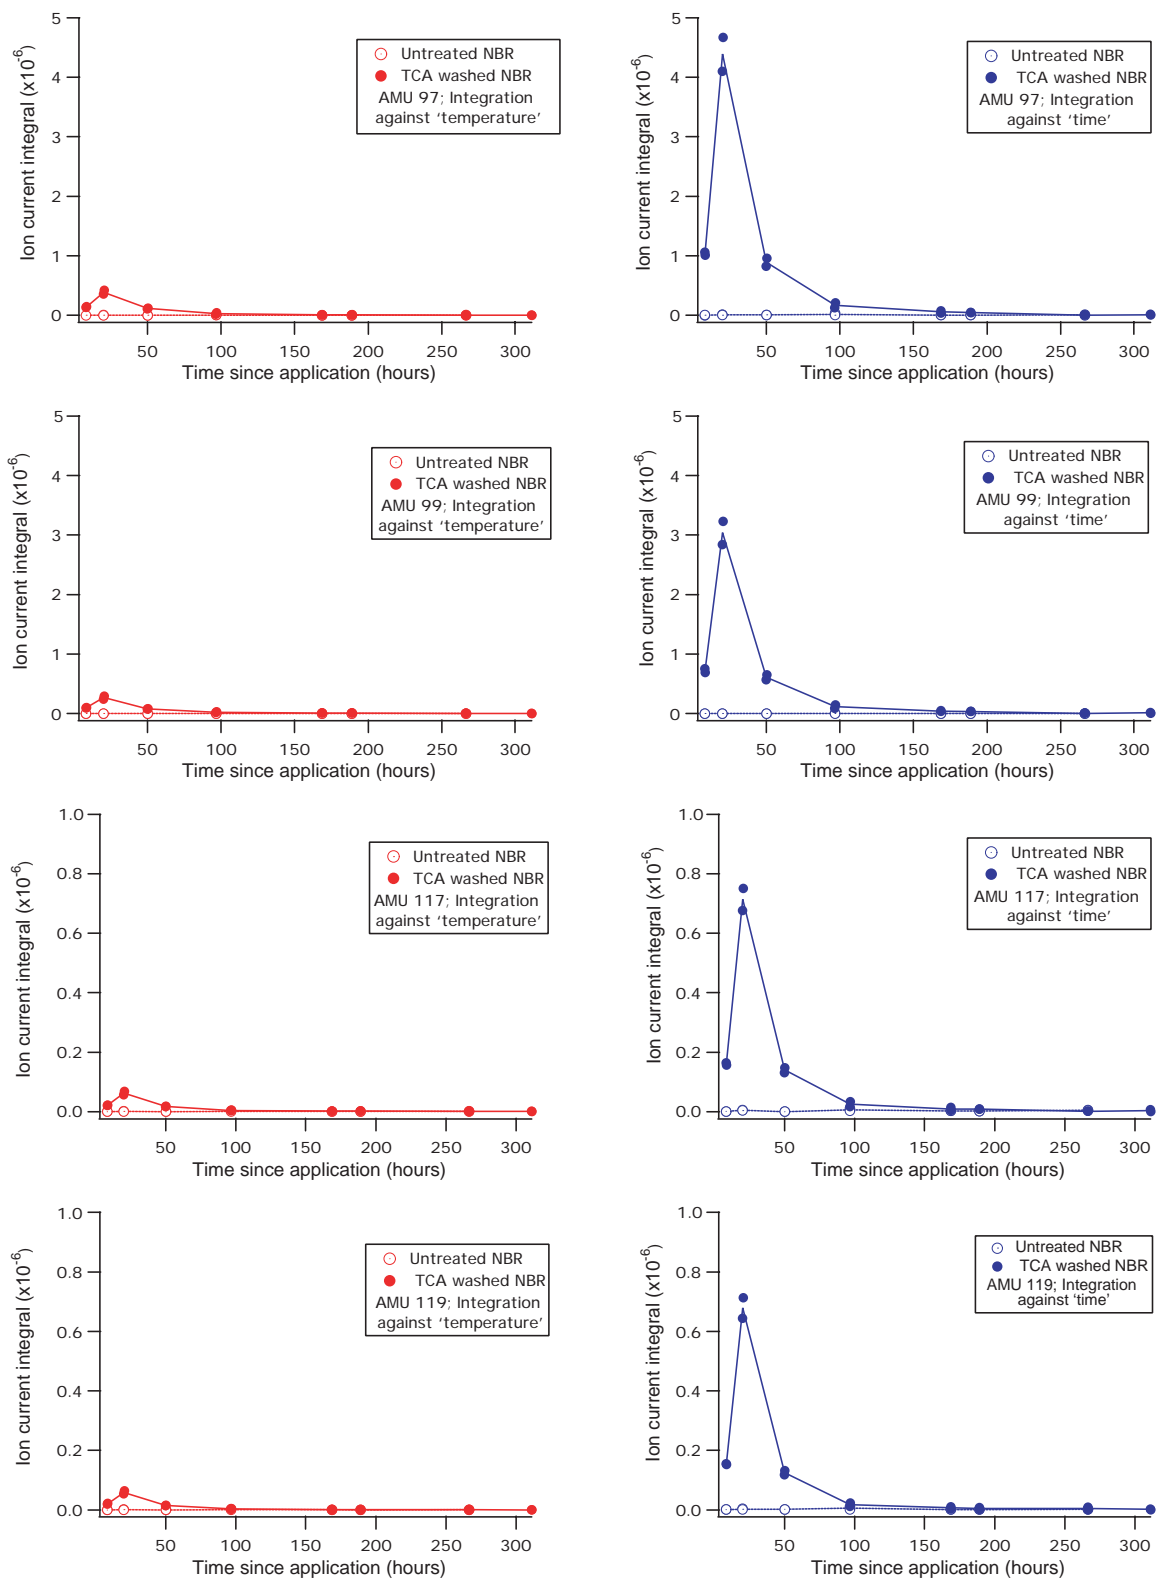 5
4
3
2
1
0
Ion current integral (x10⁻⁶)
Untreated NBR
TCA washed NBR
AMU 97; Integration
against ‘temperature’
50 100 150 200 250 300
Time since application (hours)
5
4
3
2
1
0
Ion current integral (x10⁻⁶)
Untreated NBR
TCA washed NBR
AMU 97; Integration
against ‘time’
50 100 150 200 250 300
Time since application (hours)
5
4
3
2
1
0
Ion current integral (x10⁻⁶)
Untreated NBR
TCA washed NBR
AMU 99; Integration
against ‘temperature’
50 100 150 200 250 300
Time since application (hours)
5
4
3
2
1
0
Ion current integral (x10⁻⁶)
Untreated NBR
TCA washed NBR
AMU 99; Integration
against ‘time’
50 100 150 200 250 300
Time since application (hours)
1.0
0.8
0.6
0.4
0.2
0.0
Ion current integral (x10⁻⁶)
Untreated NBR
TCA washed NBR
AMU 117; Integration
against ‘temperature’
50 100 150 200 250 300
Time since application (hours)
1.0
0.8
0.6
0.4
0.2
0.0
Ion current integral (x10⁻⁶)
Untreated NBR
TCA washed NBR
AMU 117; Integration
against ‘time’
50 100 150 200 250 300
Time since application (hours)
1.0
0.8
0.6
0.4
0.2
0.0
Ion current integral (x10⁻⁶)
Untreated NBR
TCA washed NBR
AMU 119; Integration
against ‘temperature’
50 100 150 200 250 300
Time since application (hours)
1.0
0.8
0.6
0.4
0.2
0.0
Ion current integral (x10⁻⁶)
Untreated NBR
TCA washed NBR
AMU 119; Integration
against ‘time’
50 100 150 200 250 300
Time since application (hours)